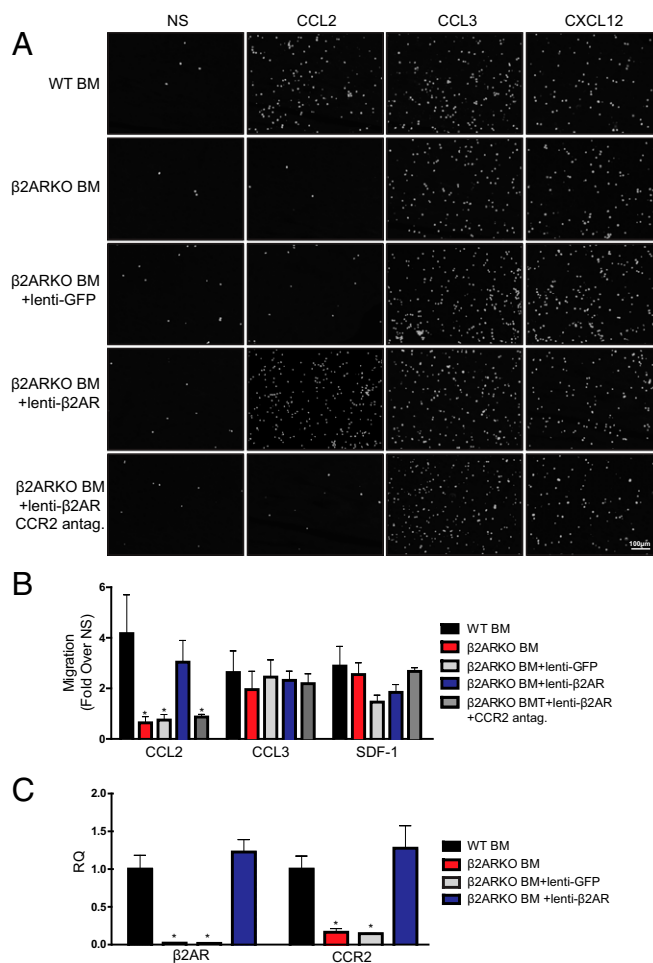 A
NS CCL2 CCL3 CXCL12
WT BM
β2ARKO BM
β2ARKO BM
+lenti-GFP
β2ARKO BM
+lenti-β2AR
β2ARKO BM
+lenti-β2AR
CCR2 antag.
100μm
B
Migration
(Fold Over NS)
6
4
2
0
* * *
CCL2 CCL3 SDF-1
WT BM
β2ARKO BM
β2ARKO BM+lenti-GFP
β2ARKO BM+lenti-β2AR
β2ARKO BMT+lenti-β2AR
+CCR2 antag.
C
RQ
2.0
1.5
1.0
0.5
0.0
* * * *
β2AR CCR2
WT BM
β2ARKO BM
β2ARKO BM+lenti-GFP
β2ARKO BM +lenti-β2AR